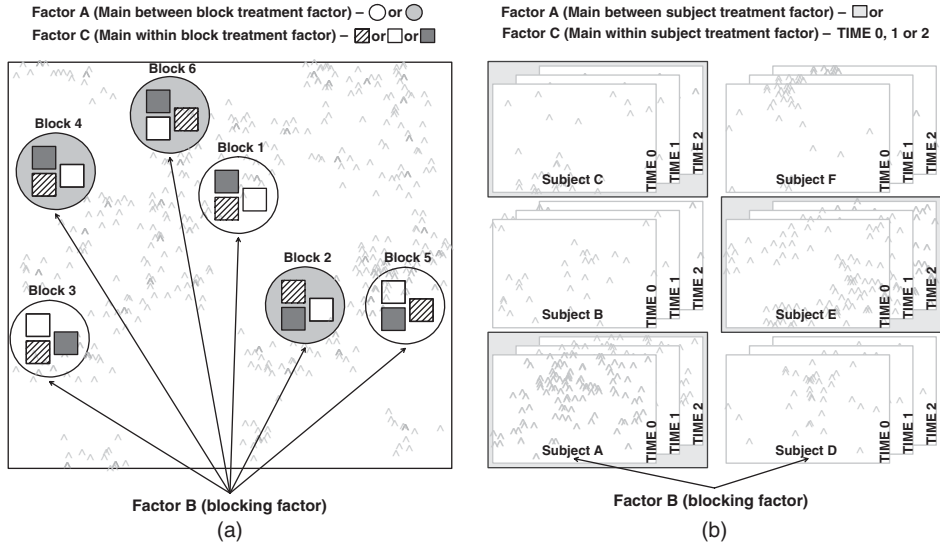 Factor A (Main between block treatment factor) – or
Factor C (Main within block treatment factor) – or or
Block 6
Block 4
Block 1
Block 2
Block 5
Block 3
Factor B (blocking factor)
(a)
Factor A (Main between subject treatment factor) – or
Factor C (Main within subject treatment factor) – TIME 0, 1 or 2
Subject C
TIME 0
TIME 1
TIME 2
Subject F
TIME 0
TIME 1
TIME 2
Subject B
TIME 0
TIME 1
TIME 2
Subject E
TIME 0
TIME 1
TIME 2
Subject A
TIME 0
TIME 1
TIME 2
Subject D
TIME 0
TIME 1
TIME 2
Factor B (blocking factor)
(b)